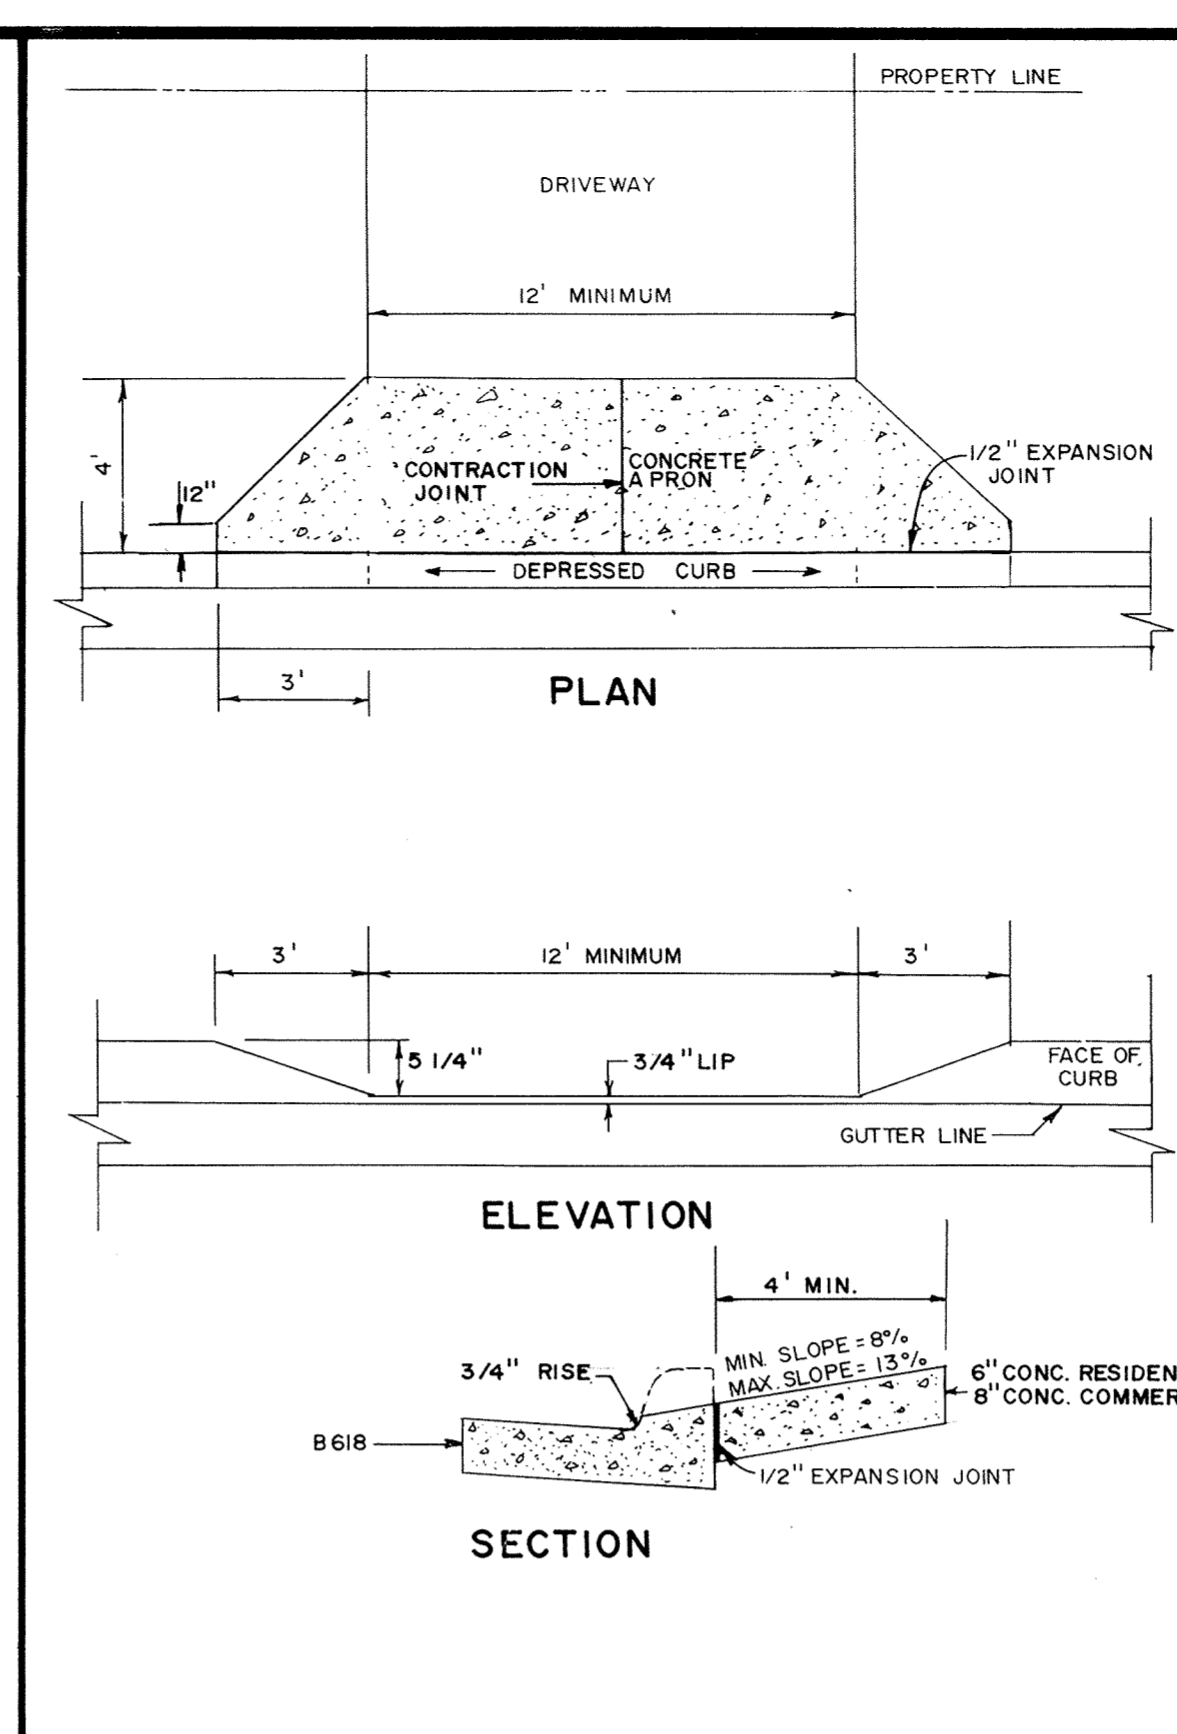 PROPERTY LINE
DRIVEWAY
12' MINIMUM
4'
12"
CONTRACTION
JOINT
CONCRETE
APRON
1/2" EXPANSION
JOINT
DEPRESSED CURB
3'
PLAN
3'
12' MINIMUM
3'
5 1/4"
3/4" LIP
FACE OF
CURB
GUTTER LINE
ELEVATION
4' MIN.
MIN. SLOPE = 8%
MAX. SLOPE = 13%
3/4" RISE
6" CONC. RESIDEN
8" CONC. COMMER
B618
1/2" EXPANSION JOINT
SECTION